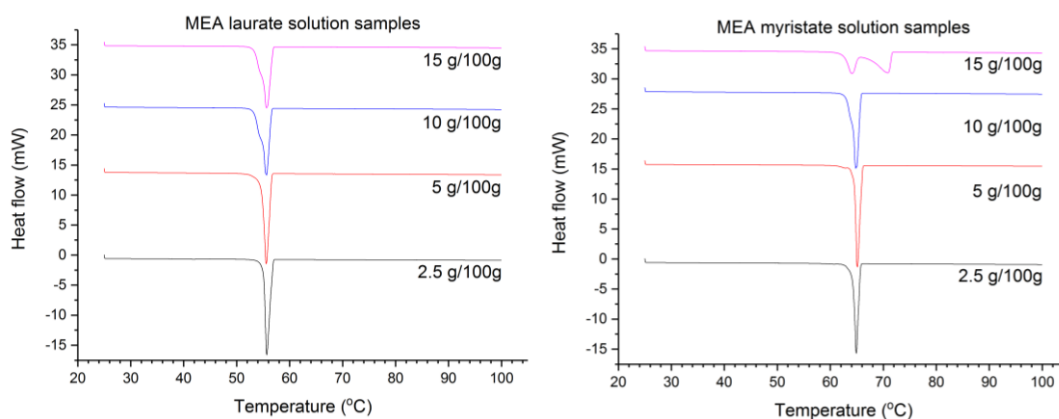 MEA laurate solution samples
35
30
25
20
15
10
5
0
-5
-10
-15
Heat flow (mW)
15 g/100g
10 g/100g
5 g/100g
2.5 g/100g
20 30 40 50 60 70 80 90 100
Temperature (°C)
MEA myristate solution samples
35
30
25
20
15
10
5
0
-5
-10
-15
Heat flow (mW)
15 g/100g
10 g/100g
5 g/100g
2.5 g/100g
20 30 40 50 60 70 80 90 100
Temperature (°C)